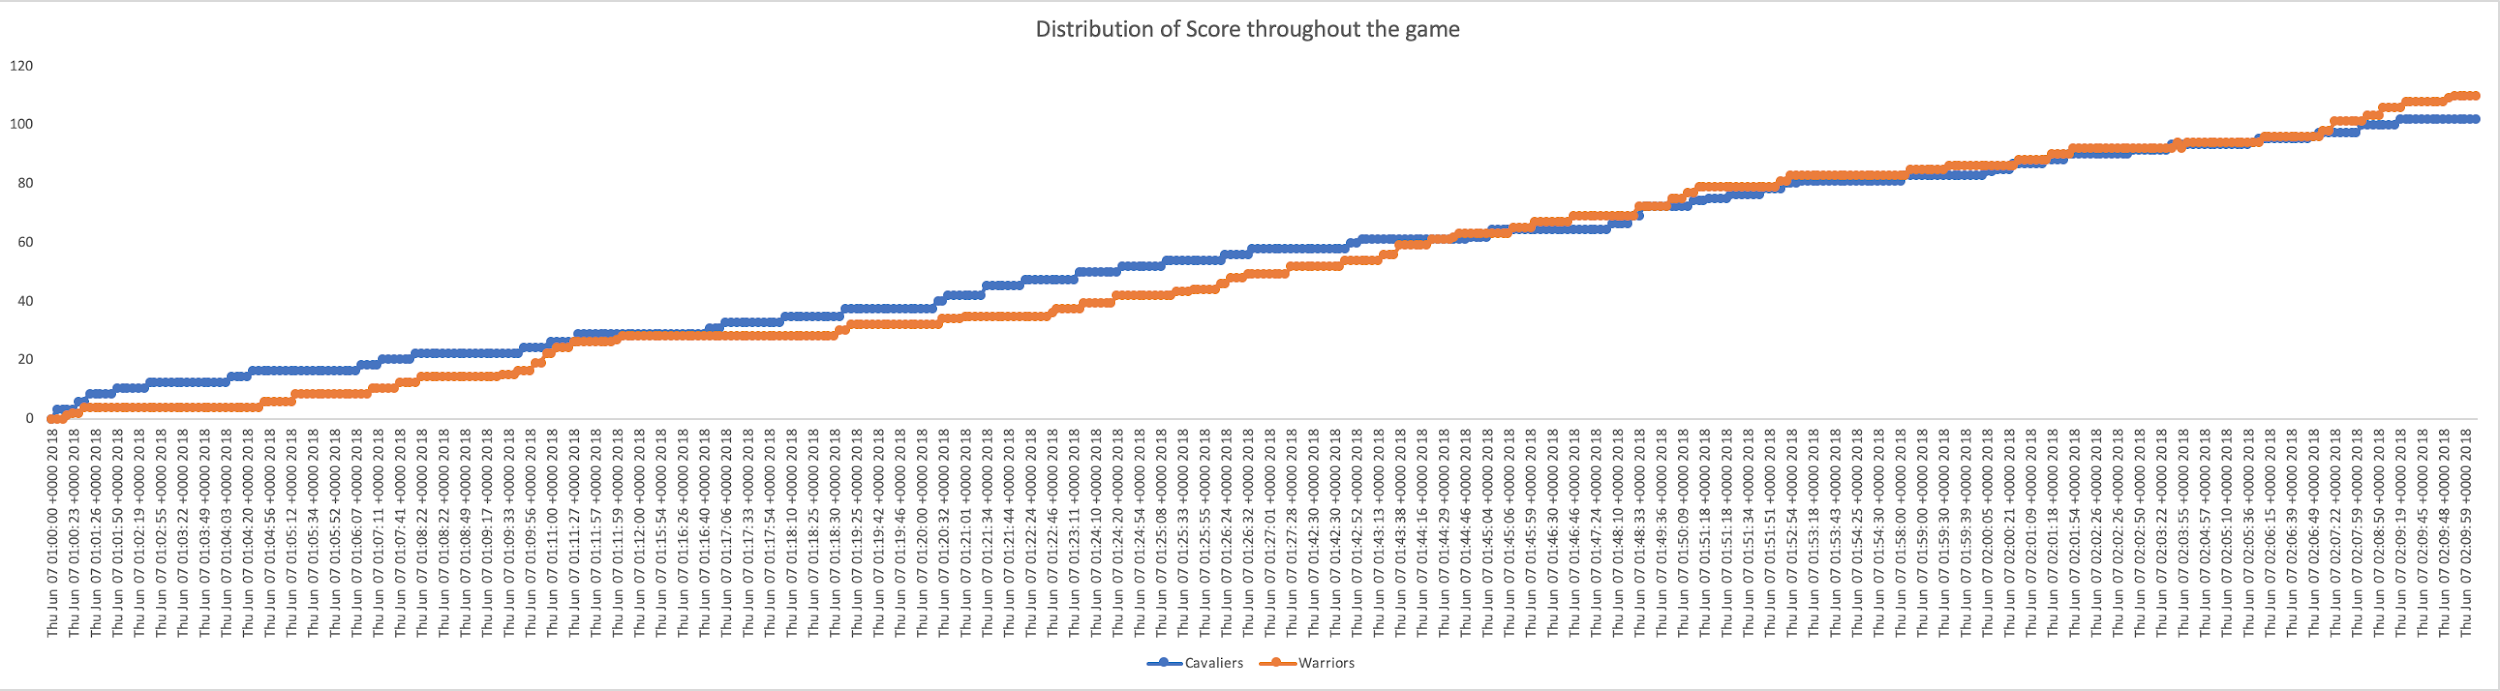 Distribution of Score throughout the game
120
100
80
60
40
20
0
Thu Jun 07 01:00:00 +0000 2018
Thu Jun 07 01:00:23 +0000 2018
Thu Jun 07 01:01:26 +0000 2018
Thu Jun 07 01:01:50 +0000 2018
Thu Jun 07 01:02:19 +0000 2018
Thu Jun 07 01:02:55 +0000 2018
Thu Jun 07 01:03:22 +0000 2018
Thu Jun 07 01:03:49 +0000 2018
Thu Jun 07 01:04:03 +0000 2018
Thu Jun 07 01:04:20 +0000 2018
Thu Jun 07 01:04:56 +0000 2018
Thu Jun 07 01:05:12 +0000 2018
Thu Jun 07 01:05:34 +0000 2018
Thu Jun 07 01:05:52 +0000 2018
Thu Jun 07 01:06:07 +0000 2018
Thu Jun 07 01:07:11 +0000 2018
Thu Jun 07 01:07:41 +0000 2018
Thu Jun 07 01:08:22 +0000 2018
Thu Jun 07 01:08:22 +0000 2018
Thu Jun 07 01:08:49 +0000 2018
Thu Jun 07 01:09:17 +0000 2018
Thu Jun 07 01:09:33 +0000 2018
Thu Jun 07 01:09:56 +0000 2018
Thu Jun 07 01:11:00 +0000 2018
Thu Jun 07 01:11:27 +0000 2018
Thu Jun 07 01:11:57 +0000 2018
Thu Jun 07 01:11:59 +0000 2018
Thu Jun 07 01:12:00 +0000 2018
Thu Jun 07 01:15:54 +0000 2018
Thu Jun 07 01:16:26 +0000 2018
Thu Jun 07 01:16:40 +0000 2018
Thu Jun 07 01:17:06 +0000 2018
Thu Jun 07 01:17:33 +0000 2018
Thu Jun 07 01:17:54 +0000 2018
Thu Jun 07 01:18:10 +0000 2018
Thu Jun 07 01:18:25 +0000 2018
Thu Jun 07 01:18:30 +0000 2018
Thu Jun 07 01:19:25 +0000 2018
Thu Jun 07 01:19:42 +0000 2018
Thu Jun 07 01:19:46 +0000 2018
Thu Jun 07 01:20:00 +0000 2018
Thu Jun 07 01:20:32 +0000 2018
Thu Jun 07 01:21:01 +0000 2018
Thu Jun 07 01:21:34 +0000 2018
Thu Jun 07 01:21:44 +0000 2018
Thu Jun 07 01:22:24 +0000 2018
Thu Jun 07 01:22:46 +0000 2018
Thu Jun 07 01:23:11 +0000 2018
Thu Jun 07 01:24:10 +0000 2018
Thu Jun 07 01:24:20 +0000 2018
Thu Jun 07 01:24:54 +0000 2018
Thu Jun 07 01:25:08 +0000 2018
Thu Jun 07 01:25:33 +0000 2018
Thu Jun 07 01:25:55 +0000 2018
Thu Jun 07 01:26:24 +0000 2018
Thu Jun 07 01:26:32 +0000 2018
Thu Jun 07 01:27:01 +0000 2018
Thu Jun 07 01:27:28 +0000 2018
Thu Jun 07 01:42:30 +0000 2018
Thu Jun 07 01:42:30 +0000 2018
Thu Jun 07 01:42:52 +0000 2018
Thu Jun 07 01:43:13 +0000 2018
Thu Jun 07 01:43:38 +0000 2018
Thu Jun 07 01:44:16 +0000 2018
Thu Jun 07 01:44:29 +0000 2018
Thu Jun 07 01:44:46 +0000 2018
Thu Jun 07 01:45:04 +0000 2018
Thu Jun 07 01:45:06 +0000 2018
Thu Jun 07 01:45:59 +0000 2018
Thu Jun 07 01:46:30 +0000 2018
Thu Jun 07 01:46:46 +0000 2018
Thu Jun 07 01:47:24 +0000 2018
Thu Jun 07 01:48:10 +0000 2018
Thu Jun 07 01:48:33 +0000 2018
Thu Jun 07 01:49:36 +0000 2018
Thu Jun 07 01:50:09 +0000 2018
Thu Jun 07 01:51:18 +0000 2018
Thu Jun 07 01:51:18 +0000 2018
Thu Jun 07 01:51:34 +0000 2018
Thu Jun 07 01:51:51 +0000 2018
Thu Jun 07 01:52:54 +0000 2018
Thu Jun 07 01:53:18 +0000 2018
Thu Jun 07 01:53:43 +0000 2018
Thu Jun 07 01:54:25 +0000 2018
Thu Jun 07 01:54:30 +0000 2018
Thu Jun 07 01:58:00 +0000 2018
Thu Jun 07 01:59:00 +0000 2018
Thu Jun 07 01:59:30 +0000 2018
Thu Jun 07 01:59:39 +0000 2018
Thu Jun 07 02:00:05 +0000 2018
Thu Jun 07 02:00:21 +0000 2018
Thu Jun 07 02:01:09 +0000 2018
Thu Jun 07 02:01:18 +0000 2018
Thu Jun 07 02:01:54 +0000 2018
Thu Jun 07 02:02:26 +0000 2018
Thu Jun 07 02:02:26 +0000 2018
Thu Jun 07 02:02:50 +0000 2018
Thu Jun 07 02:03:22 +0000 2018
Thu Jun 07 02:03:55 +0000 2018
Thu Jun 07 02:04:57 +0000 2018
Thu Jun 07 02:05:10 +0000 2018
Thu Jun 07 02:05:36 +0000 2018
Thu Jun 07 02:06:15 +0000 2018
Thu Jun 07 02:06:39 +0000 2018
Thu Jun 07 02:06:49 +0000 2018
Thu Jun 07 02:07:22 +0000 2018
Thu Jun 07 02:07:59 +0000 2018
Thu Jun 07 02:08:50 +0000 2018
Thu Jun 07 02:09:19 +0000 2018
Thu Jun 07 02:09:45 +0000 2018
Thu Jun 07 02:09:48 +0000 2018
Thu Jun 07 02:09:59 +0000 2018
Cavaliers
Warriors